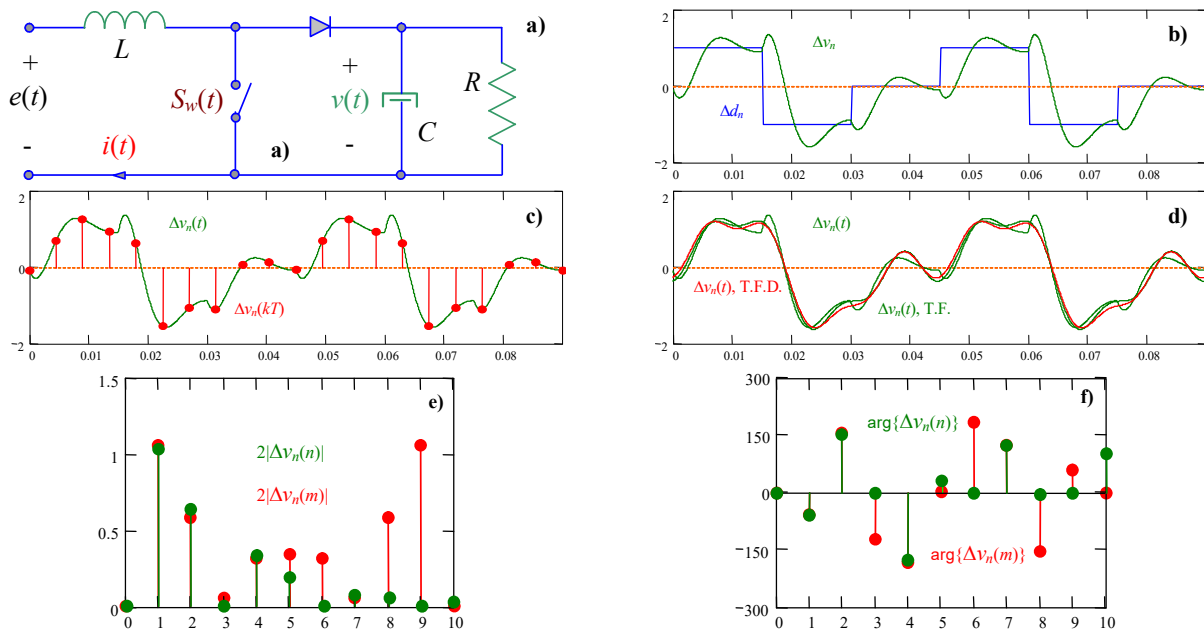 a)
L
+
e(t)
-
S_w(t)
+
v(t)
-
R
C
i(t)
a)
b)
2
0
−2
Δv_n
Δd_n
0 0.01 0.02 0.03 0.04 0.05 0.06 0.07 0.08
c)
2
0
−2
Δv_n(t)
Δv_n(kT)
0 0.01 0.02 0.03 0.04 0.05 0.06 0.07 0.08
d)
2
0
−2
Δv_n(t)
Δv_n(t), T.F.D.
Δv_n(t), T.F.
0 0.01 0.02 0.03 0.04 0.05 0.06 0.07 0.08
e)
1.5
1
0.5
0
2|Δv_n(n)|
2|Δv_n(m)|
0 1 2 3 4 5 6 7 8 9 10
f)
300
150
0
−150
−300
arg{Δv_n(n)}
arg{Δv_n(m)}
0 1 2 3 4 5 6 7 8 9 10